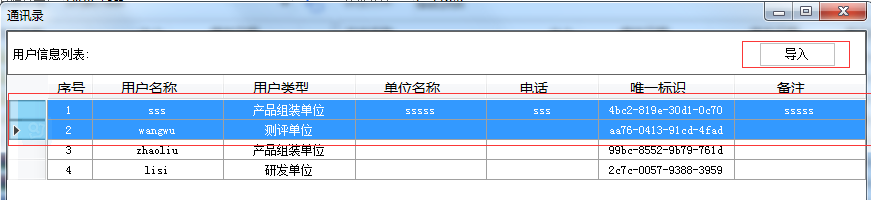 通讯录
用户信息列表:
导入
序号 用户名称 用户类型 单位名称 电话 唯一标识 备注
1 sss 产品组装单位 sssss sss 4bc2-819e-30d1-0c70 sssss
2 wangwu 测评单位 aa76-0413-91cd-4fad
3 zhaoliu 产品组装单位 99bc-8552-9b79-761d
4 lisi 研发单位 2c7c-0057-9388-3959